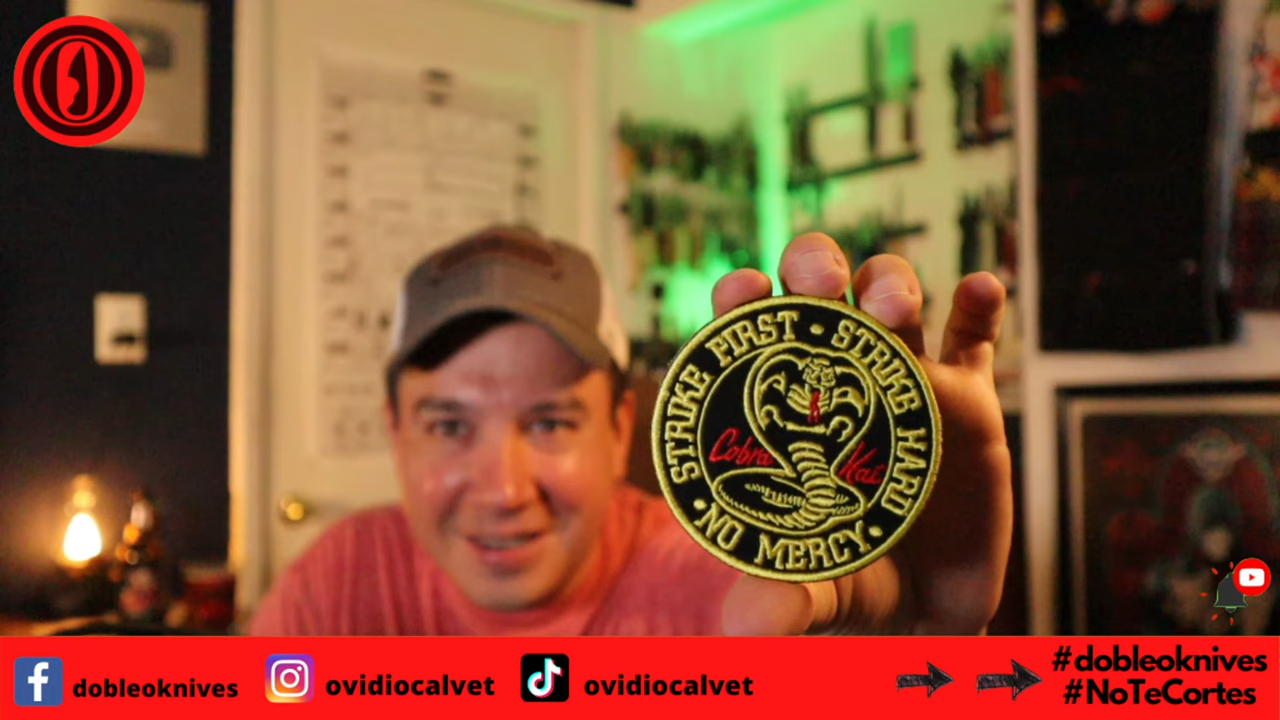 STRIKE FIRST • STRIKE HARD
Cobra Kai
• NO MERCY •
dobleoknives
ovidiocalvet
ovidiocalvet
#dobleoknives
#NoTeCortes